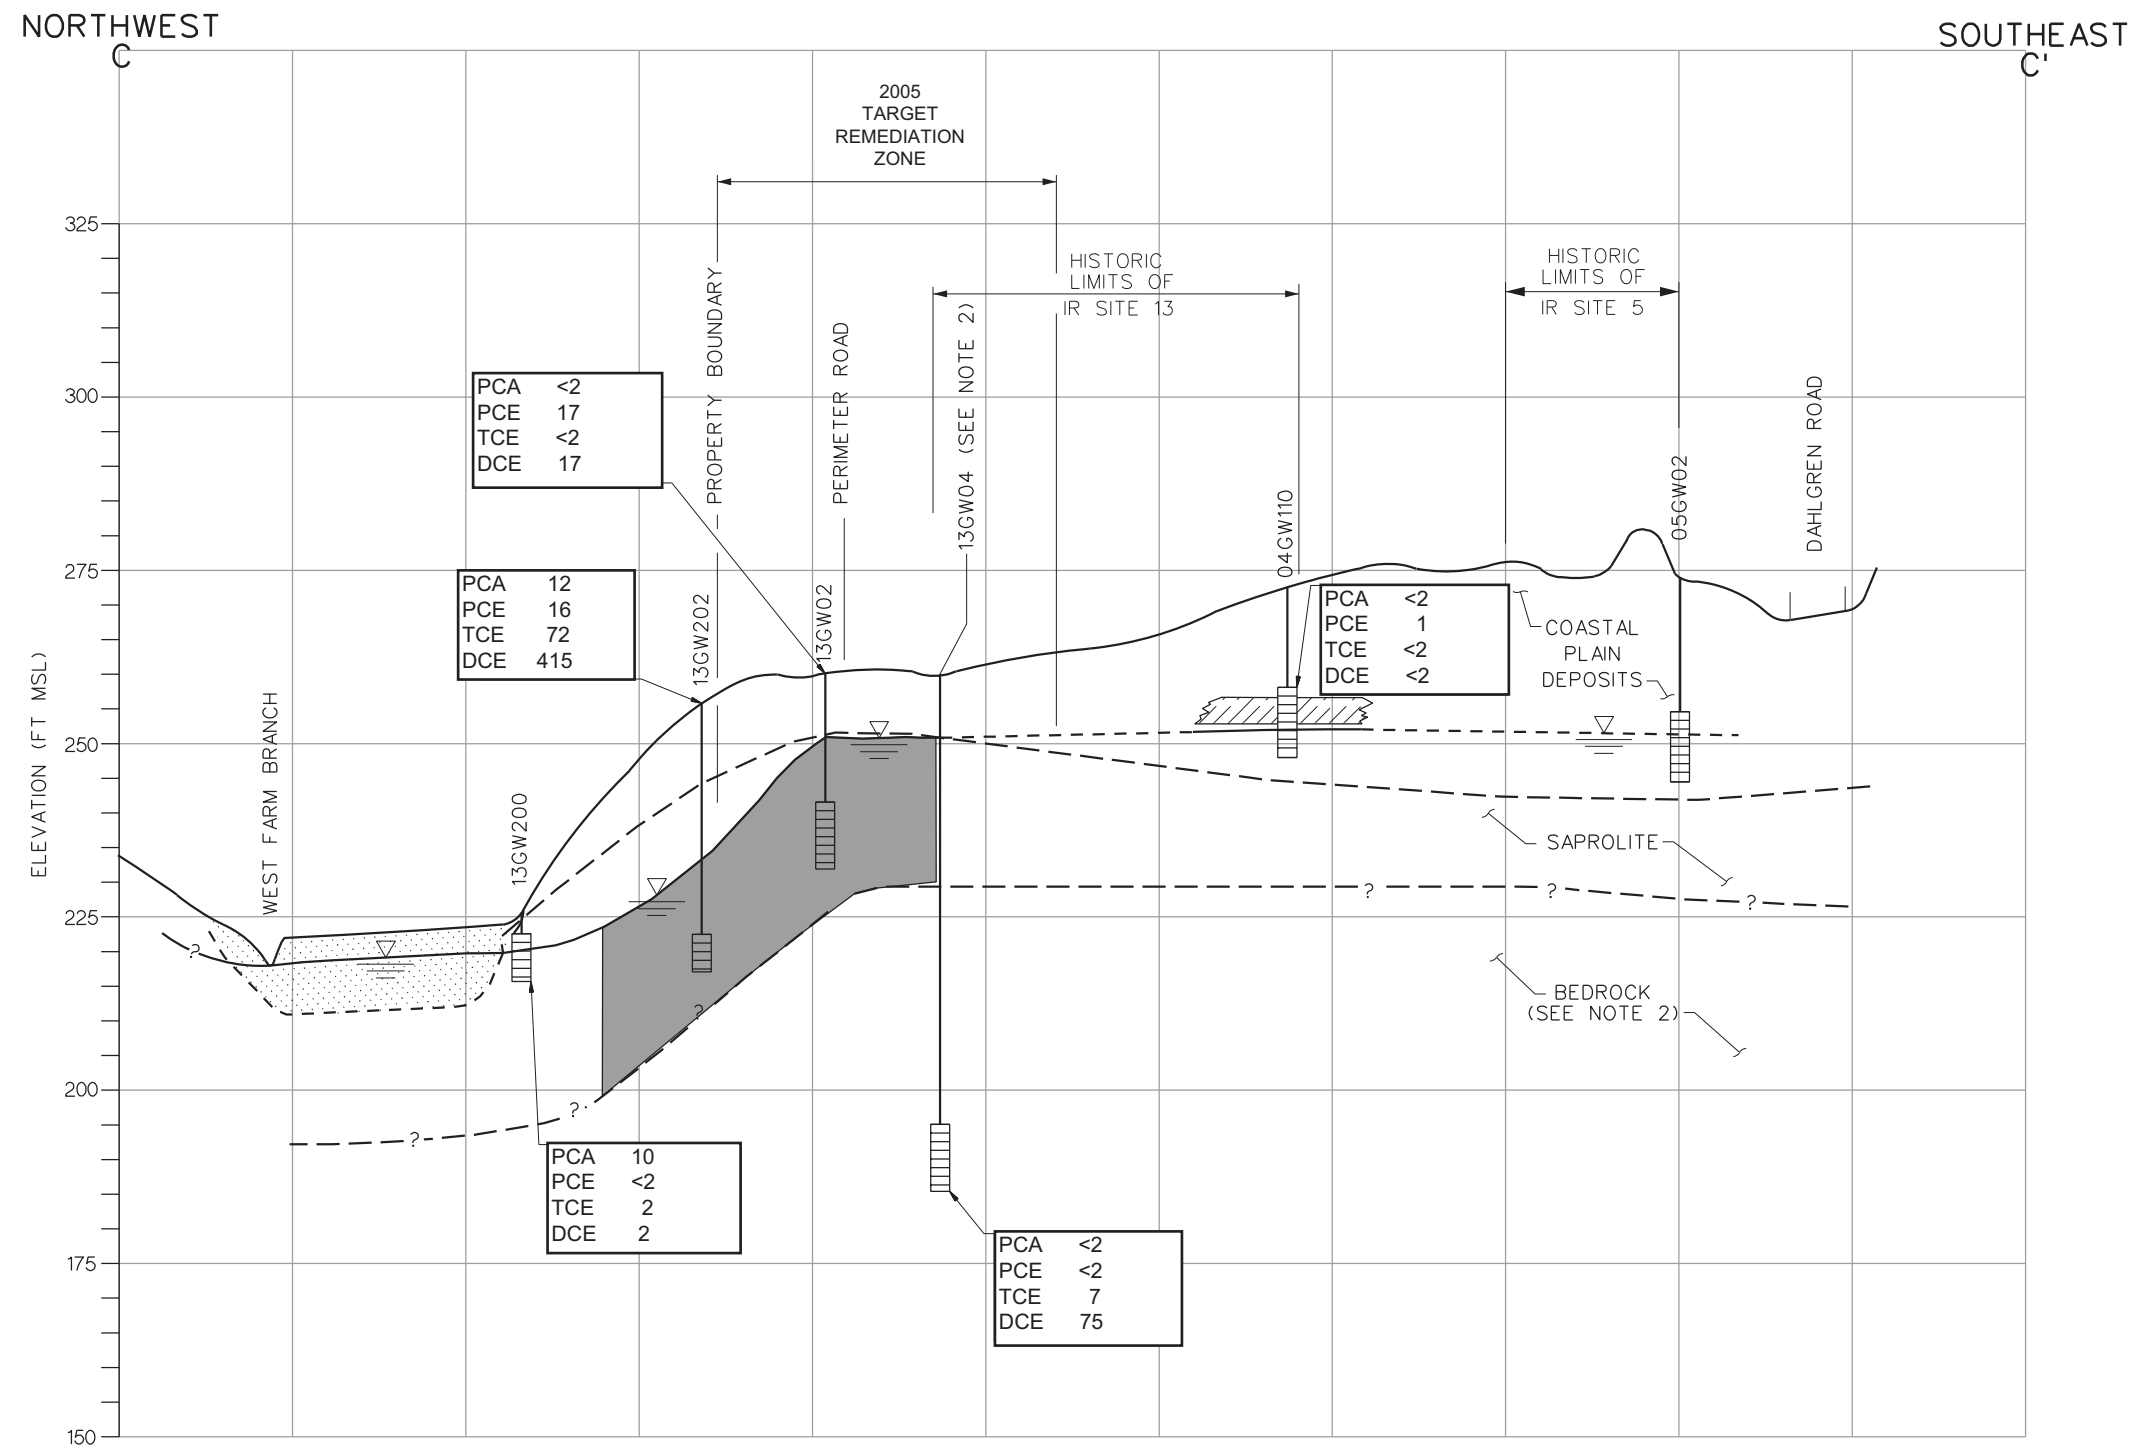 NORTHWEST
C
SOUTHEAST
C'
2005
TARGET
REMEDIATION
ZONE
325
300
275
250
225
200
175
150
ELEVATION (FT MSL)
HISTORIC
LIMITS OF
IR SITE 13
HISTORIC
LIMITS OF
IR SITE 5
WEST FARM BRANCH
13GW200
13GW202
PROPERTY BOUNDARY
13GW02
PERIMETER ROAD
13GW04 (SEE NOTE 2)
04GW110
05GW02
DAHLGREN ROAD
PCA <2
PCE 17
TCE <2
DCE 17
PCA 12
PCE 16
TCE 72
DCE 415
PCA <2
PCE 1
TCE <2
DCE <2
COASTAL
PLAIN
DEPOSITS
SAPROLITE
? ? ?
?
BEDROCK
(SEE NOTE 2)
?
?
?
PCA 10
PCE <2
TCE 2
DCE 2
PCA <2
PCE <2
TCE 7
DCE 75